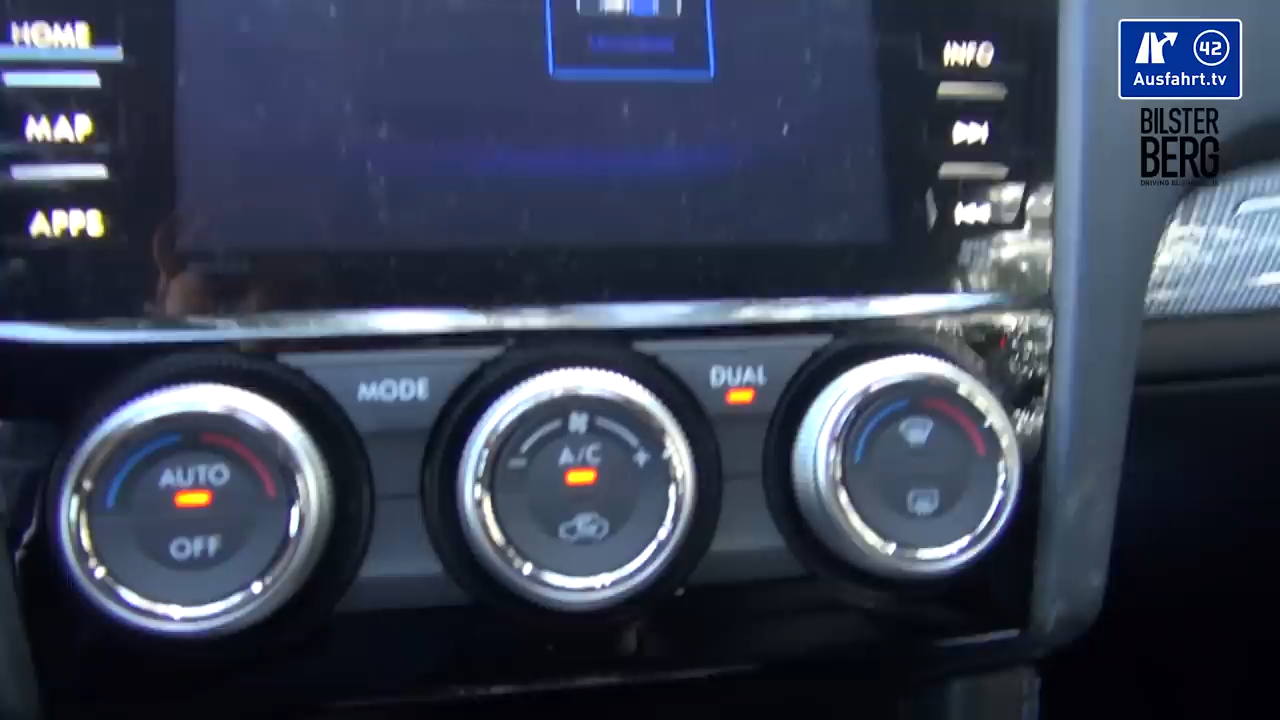 HOME
MAP
APPS
INFO
42
Ausfahrt.tv
BILSTER
BERG
MODE
DUAL
AUTO
OFF
A/C
- +